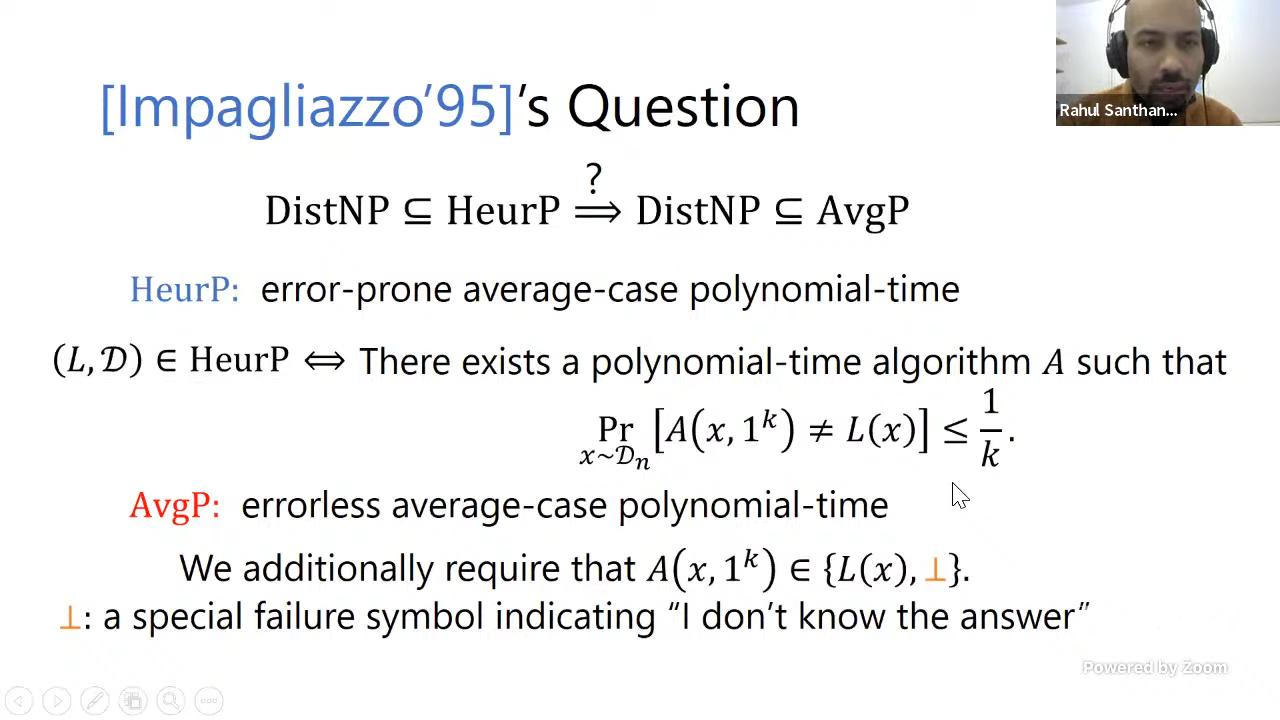 [Impagliazzo'95]'s Question
Rahul Santhan...
?
DistNP ⊆ HeurP ⟹ DistNP ⊆ AvgP
HeurP: error-prone average-case polynomial-time
(L, 𝒟) ∈ HeurP ⟺ There exists a polynomial-time algorithm A such that
Pr_{x~𝒟_n} [A(x, 1^k) ≠ L(x)] ≤ 1/k.
AvgP: errorless average-case polynomial-time
We additionally require that A(x, 1^k) ∈ {L(x), ⊥}.
⊥: a special failure symbol indicating “I don’t know the answer”
Powered by Zoom